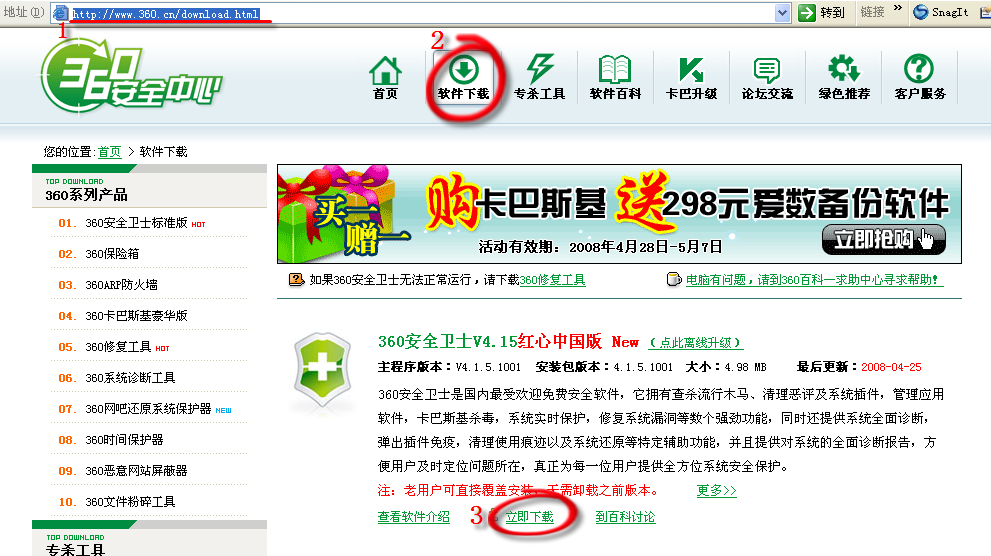 地址(D) http://www.360.cn/download.html 转到 链接 » SnagIt
1
2
360安全中心
首页 软件下载 专杀工具 软件百科 卡巴升级 论坛交流 绿色推荐 客户服务
您的位置:首页 > 软件下载
TOP DOWNLOAD
360系列产品
01. 360安全卫士标准版 HOT
02. 360保险箱
03. 360ARP防火墙
04. 360卡巴斯基豪华版
05. 360修复工具 HOT
06. 360系统诊断工具
07. 360网吧还原系统保护器 NEW
08. 360时间保护器
09. 360恶意网站屏蔽器
10. 360文件粉碎工具
TOP DOWNLOAD
专杀工具
买一赠一
购卡巴斯基 送298元爱数备份软件
活动有效期：2008年4月28日-5月7日
立即抢购
如果360安全卫士无法正常运行，请下载360修复工具
电脑有问题，请到360百科—求助中心寻求帮助！
360安全卫士V4.15红心中国版 New （点此离线升级）
主程序版本：V4.1.5.1001 安装包版本：4.1.5.1001 大小：4.98 MB 最后更新：2008-04-25
360安全卫士是国内最受欢迎免费安全软件，它拥有查杀流行木马、清理恶评及系统插件，管理应用
软件，卡巴斯基杀毒，系统实时保护，修复系统漏洞等数个强劲功能，同时还提供系统全面诊断，
弹出插件免疫，清理使用痕迹以及系统还原等特定辅助功能，并且提供对系统的全面诊断报告，方
便用户及时定位问题所在，真正为每一位用户提供全方位系统安全保护。
注：老用户可直接覆盖安装，无需卸载之前版本。 更多>>
查看软件介绍 3 立即下载 到百科讨论